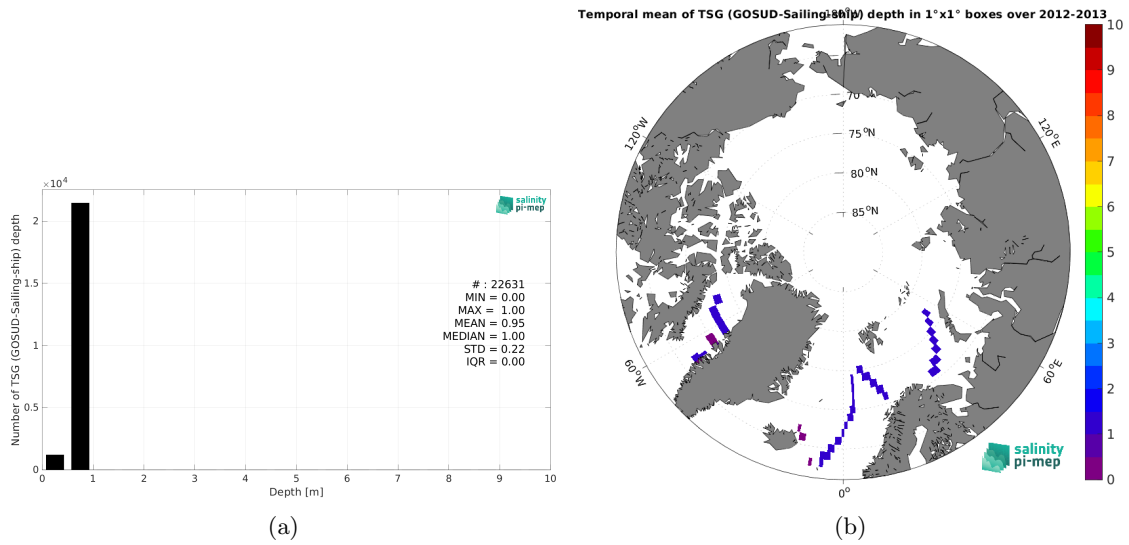 Temporal mean of TSG (GOSUD-Sailing-ship) depth in 1°x1° boxes over 2012-2013
×10⁴
Number of TSG (GOSUD-Sailing-ship) depth
2
1.5
1
0.5
0
0 1 2 3 4 5 6 7 8 9 10
Depth [m]
salinity
pi-mep
# : 22631
MIN = 0.00
MAX = 1.00
MEAN = 0.95
MEDIAN = 1.00
STD = 0.22
IQR = 0.00
(a)
120°W
120°E
75°N
80°N
85°N
60°W
60°E
0°
10
9
8
7
6
5
4
3
2
1
0
salinity
pi-mep
(b)